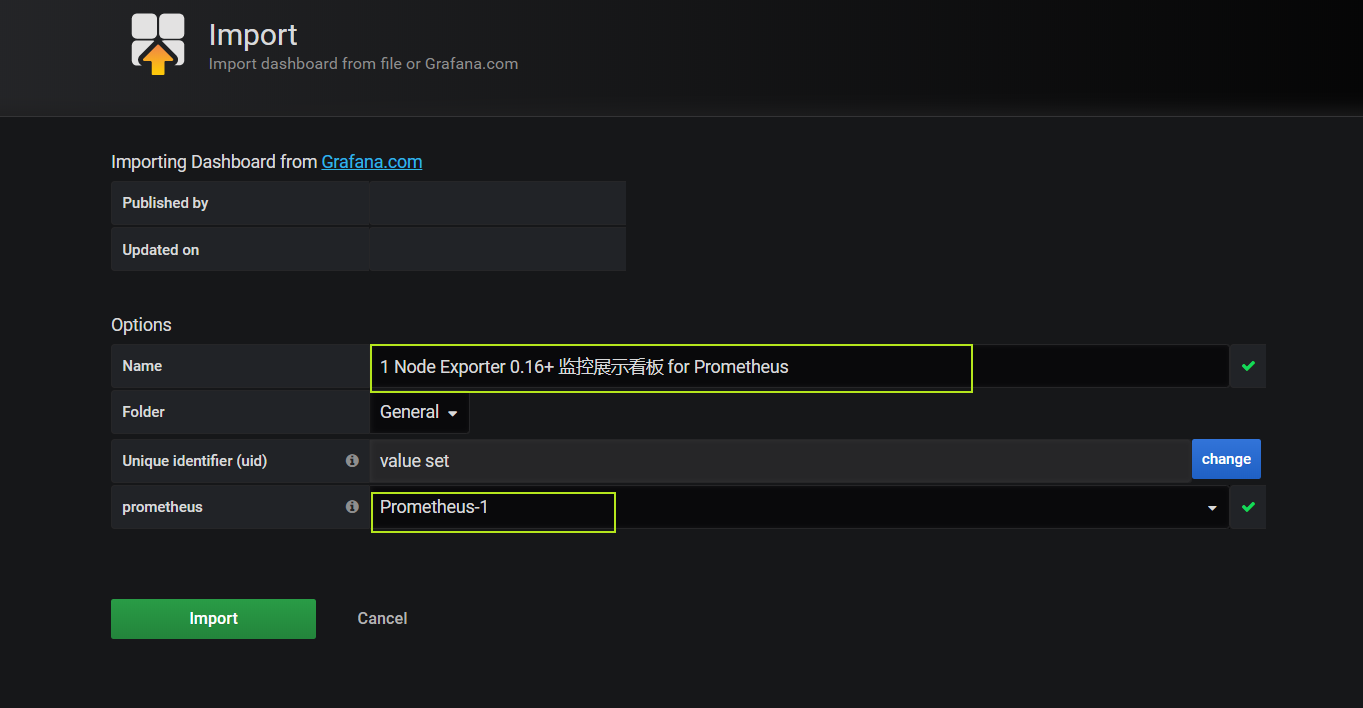 Import
Import dashboard from file or Grafana.com
Importing Dashboard from Grafana.com
Published by
Updated on
Options
Name 1 Node Exporter 0.16+ 监控展示看板 for Prometheus
Folder General
Unique identifier (uid) value set change
prometheus Prometheus-1
Import Cancel